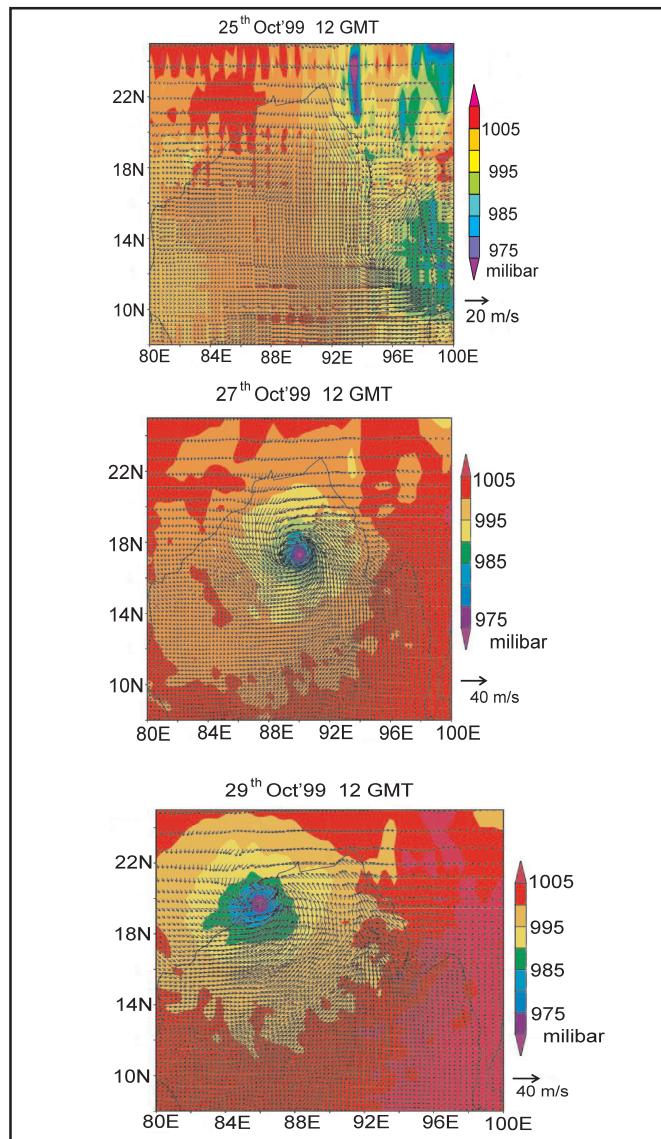 25th Oct'99 12 GMT
22N
18N
14N
10N
80E 84E 88E 92E 96E 100E
1005
995
985
975
milibar
20 m/s
27th Oct'99 12 GMT
22N
18N
14N
10N
80E 84E 88E 92E 96E 100E
1005
995
985
975
milibar
40 m/s
29th Oct'99 12 GMT
22N
18N
14N
10N
80E 84E 88E 92E 96E 100E
1005
995
985
975
milibar
40 m/s